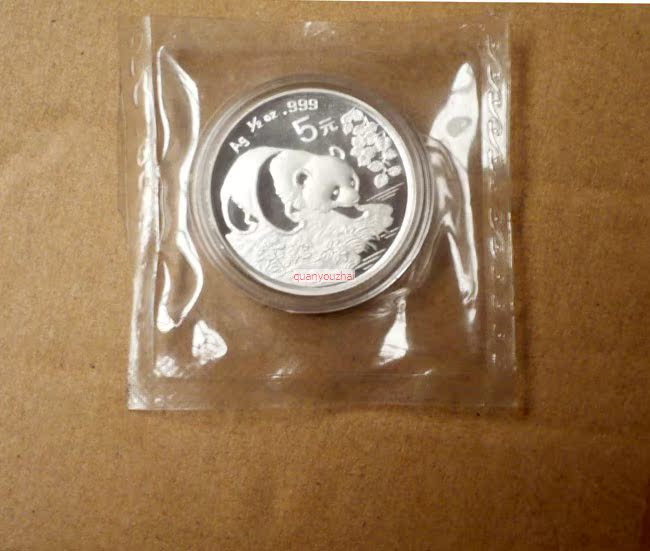 Ag ½ oz .999
5元
quanyouzhai